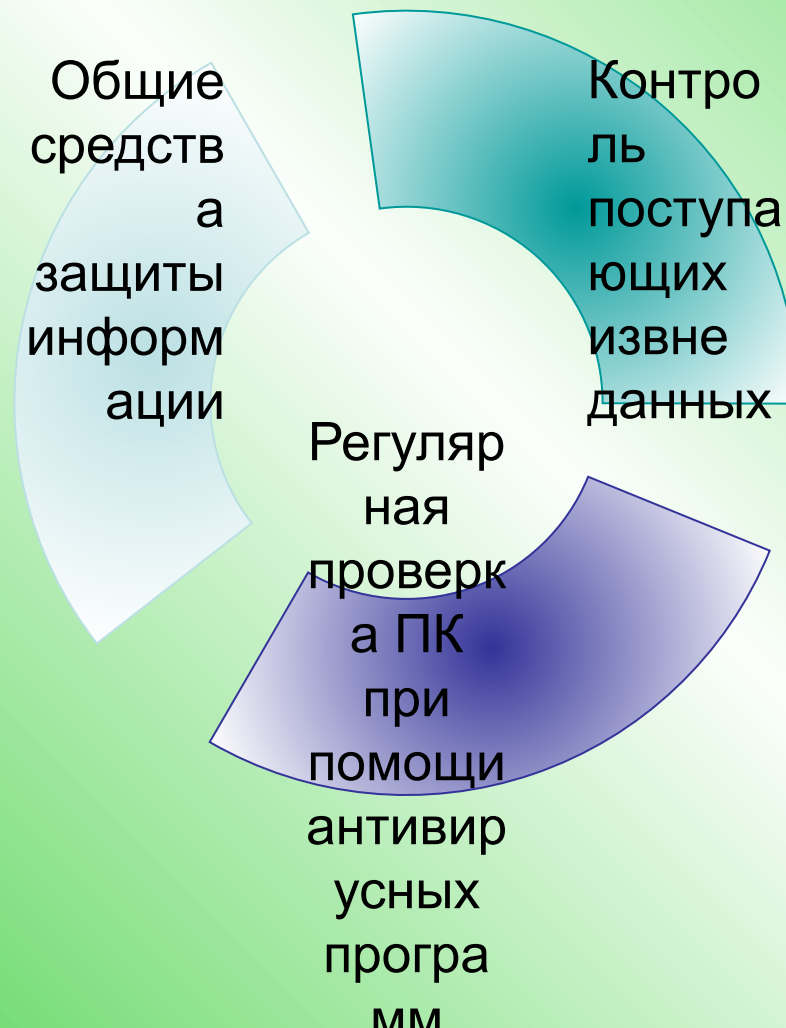 Общие
средств
а
защиты
информ
ации
Контро
ль
поступа
ющих
извне
данных
Регуляр
ная
проверк
а ПК
при
помощи
антивир
усных
програ
мм